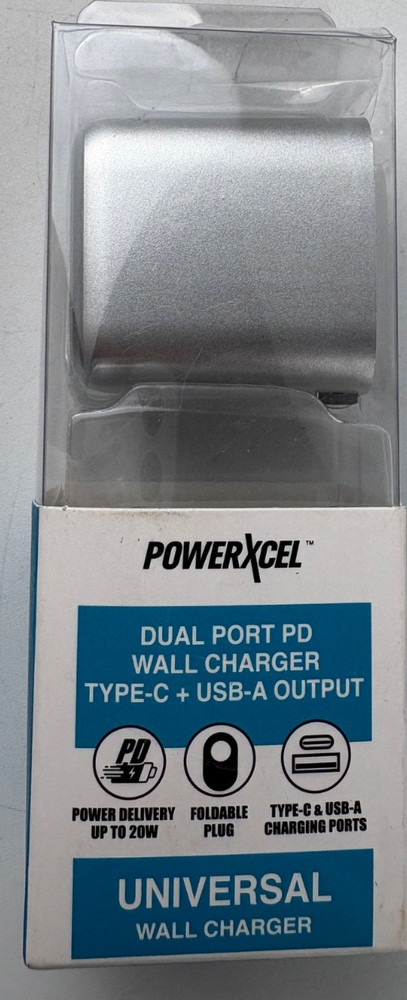 POWERXCEL™
DUAL PORT PD
WALL CHARGER
TYPE-C + USB-A OUTPUT
PD
POWER DELIVERY
UP TO 20W
FOLDABLE
PLUG
TYPE-C & USB-A
CHARGING PORTS
UNIVERSAL
WALL CHARGER